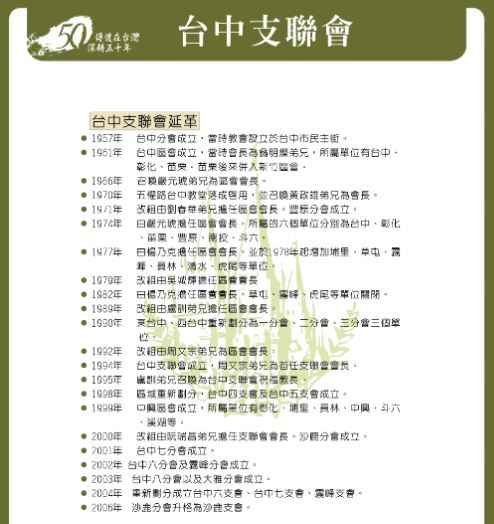 50 傳道在台灣
深耕五十年
台中支聯會
台中支聯會延革
1957年 台中分會成立，當時教會設立於台中市民主街。
1961年 台中區會成立，當時會長為翁明燦弟兄，所屬單位有台中、
彰化、苗栗。苗栗後來併入新竹區會。
1966年 召喚嚴元琥弟兄為區會會長。
1970年 五權路台中教堂落成啓用，並召喚黃政雄弟兄為會長。
1971年 改組由劉春華弟兄擔任區會會長。豐原分會成立。
1974年 由嚴元琥擔任區會會長。所屬的六個單位分別為台中、彰化
、苗栗、豐原、南投、斗六。
1977年 由楊乃克擔任區會會長，並於1978年起增加埔里、草屯、霧
峰、員林、清水、虎尾等單位。
1979年 改組由吳城輝擔任區會會長
1982年 由楊乃克擔任區會會長。草屯、霧峰、虎尾等單位關閉。
1989年 改組由盧訓弟兄擔任區會會長。
1990年 東台中、西台中重新劃分為一分會、二分會、三分會三個單
位。
1992年 改組由周文宗弟兄為區會會長。
1994年 台中支聯會成立，周文宗弟兄為首任支聯會會長。
1995年 盧訓弟兄召喚為台中支聯會祝福教長。
1998年 區域重新劃分，台中四支會及台中五支會成立。
1999年 中興區會成立，所屬單位有彰化、埔里、員林、中興、斗六
、溪湖等。
2000年 改組由阮瑞昌弟兄擔任支聯會會長。沙鹿分會成立。
2001年 台中七分會成立。
2002年 台中六分會及霧峰分會成立。
2003年 台中八分會以及大雅分會成立。
2004年 重新劃分成立台中六支會、台中七支會、霧峰支會。
2006年 沙鹿分會升格為沙鹿支會。